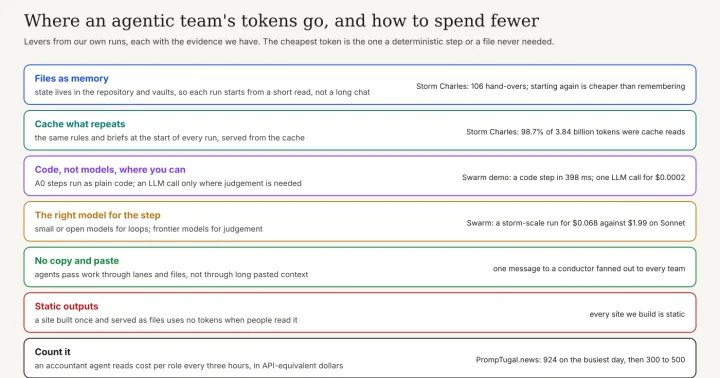 Where an agentic team's tokens go, and how to spend fewer
Levers from our own runs, each with the evidence we have. The cheapest token is the one a deterministic step or a file never needed.
Files as memory
state lives in the repository and vaults, so each run starts from a short read, not a long chat
Storm Charles: 106 hand-overs; starting again is cheaper than remembering
Cache what repeats
the same rules and briefs at the start of every run, served from the cache
Storm Charles: 98.7% of 3.84 billion tokens were cache reads
Code, not models, where you can
A0 steps run as plain code; an LLM call only where judgement is needed
Swarm demo: a code step in 398 ms; one LLM call for $0.0002
The right model for the step
small or open models for loops; frontier models for judgement
Swarm: a storm-scale run for $0.068 against $1.99 on Sonnet
No copy and paste
agents pass work through lanes and files, not through long pasted context
one message to a conductor fanned out to every team
Static outputs
a site built once and served as files uses no tokens when people read it
every site we build is static
Count it
an accountant agent reads cost per role every three hours, in API-equivalent dollars
PrompTugal.news: 924 on the busiest day, then 300 to 500